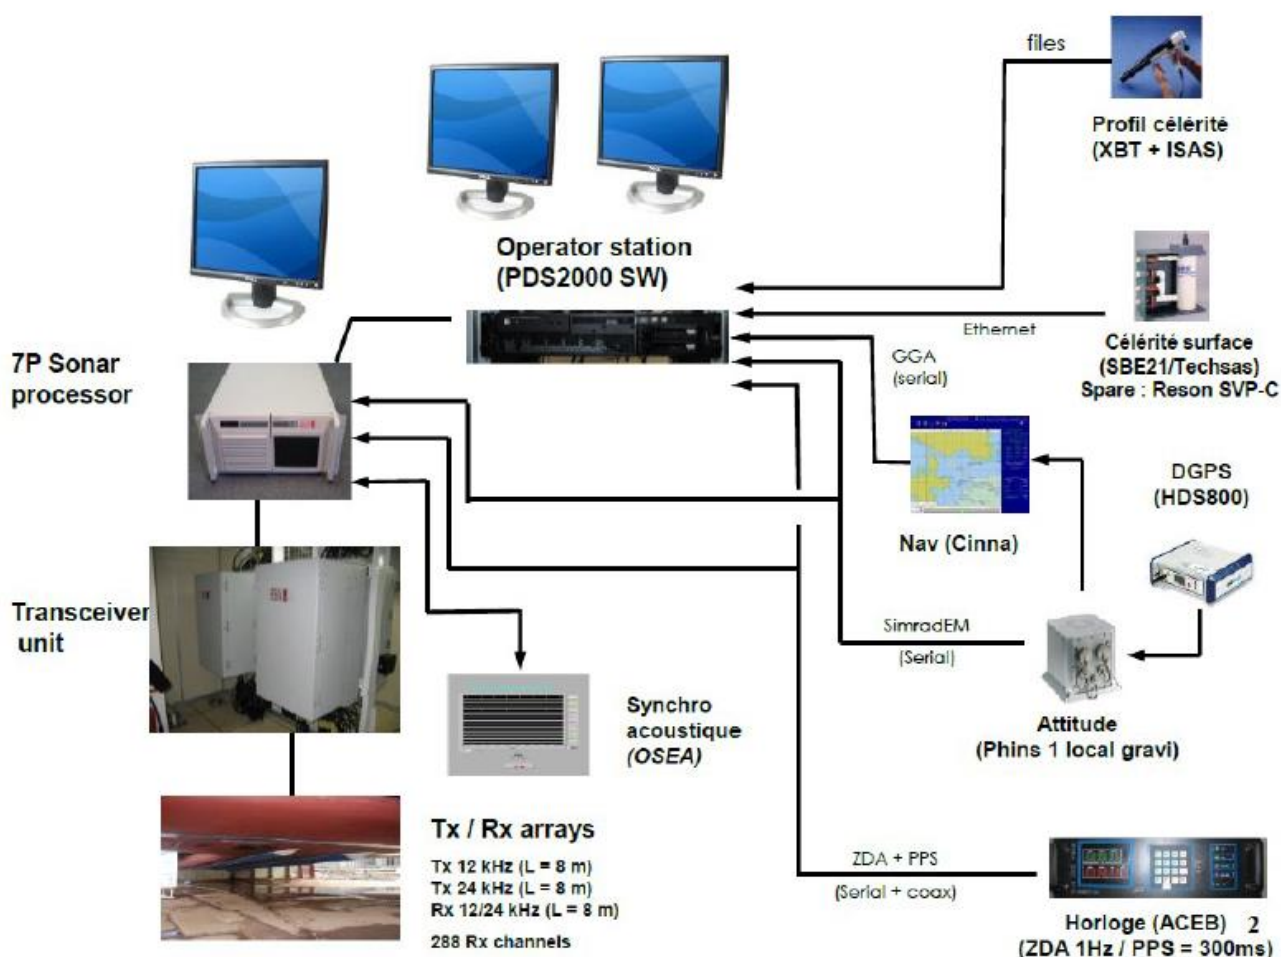 files
Profil célérité
(XBT + ISAS)
Operator station
(PDS2000 SW)
Ethernet
Célérité surface
(SBE21/Techsas)
Spare : Reson SVP-C
GGA
(serial)
7P Sonar
processor
DGPS
(HDS800)
Nav (Cinna)
Transceiver
unit
SimradEM
(Serial)
Synchro
acoustique
(OSEA)
Attitude
(Phins 1 local gravi)
Tx / Rx arrays
Tx 12 kHz (L = 8 m)
Tx 24 kHz (L = 8 m)
Rx 12/24 kHz (L = 8 m)
288 Rx channels
ZDA + PPS
(Serial + coax)
Horloge (ACEB) 2
(ZDA 1Hz / PPS = 300ms)